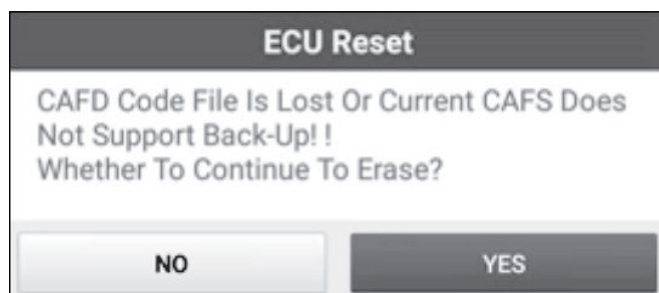 ECU Reset
CAFD Code File Is Lost Or Current CAFS Does
Not Support Back-Up! !
Whether To Continue To Erase?
NO
YES